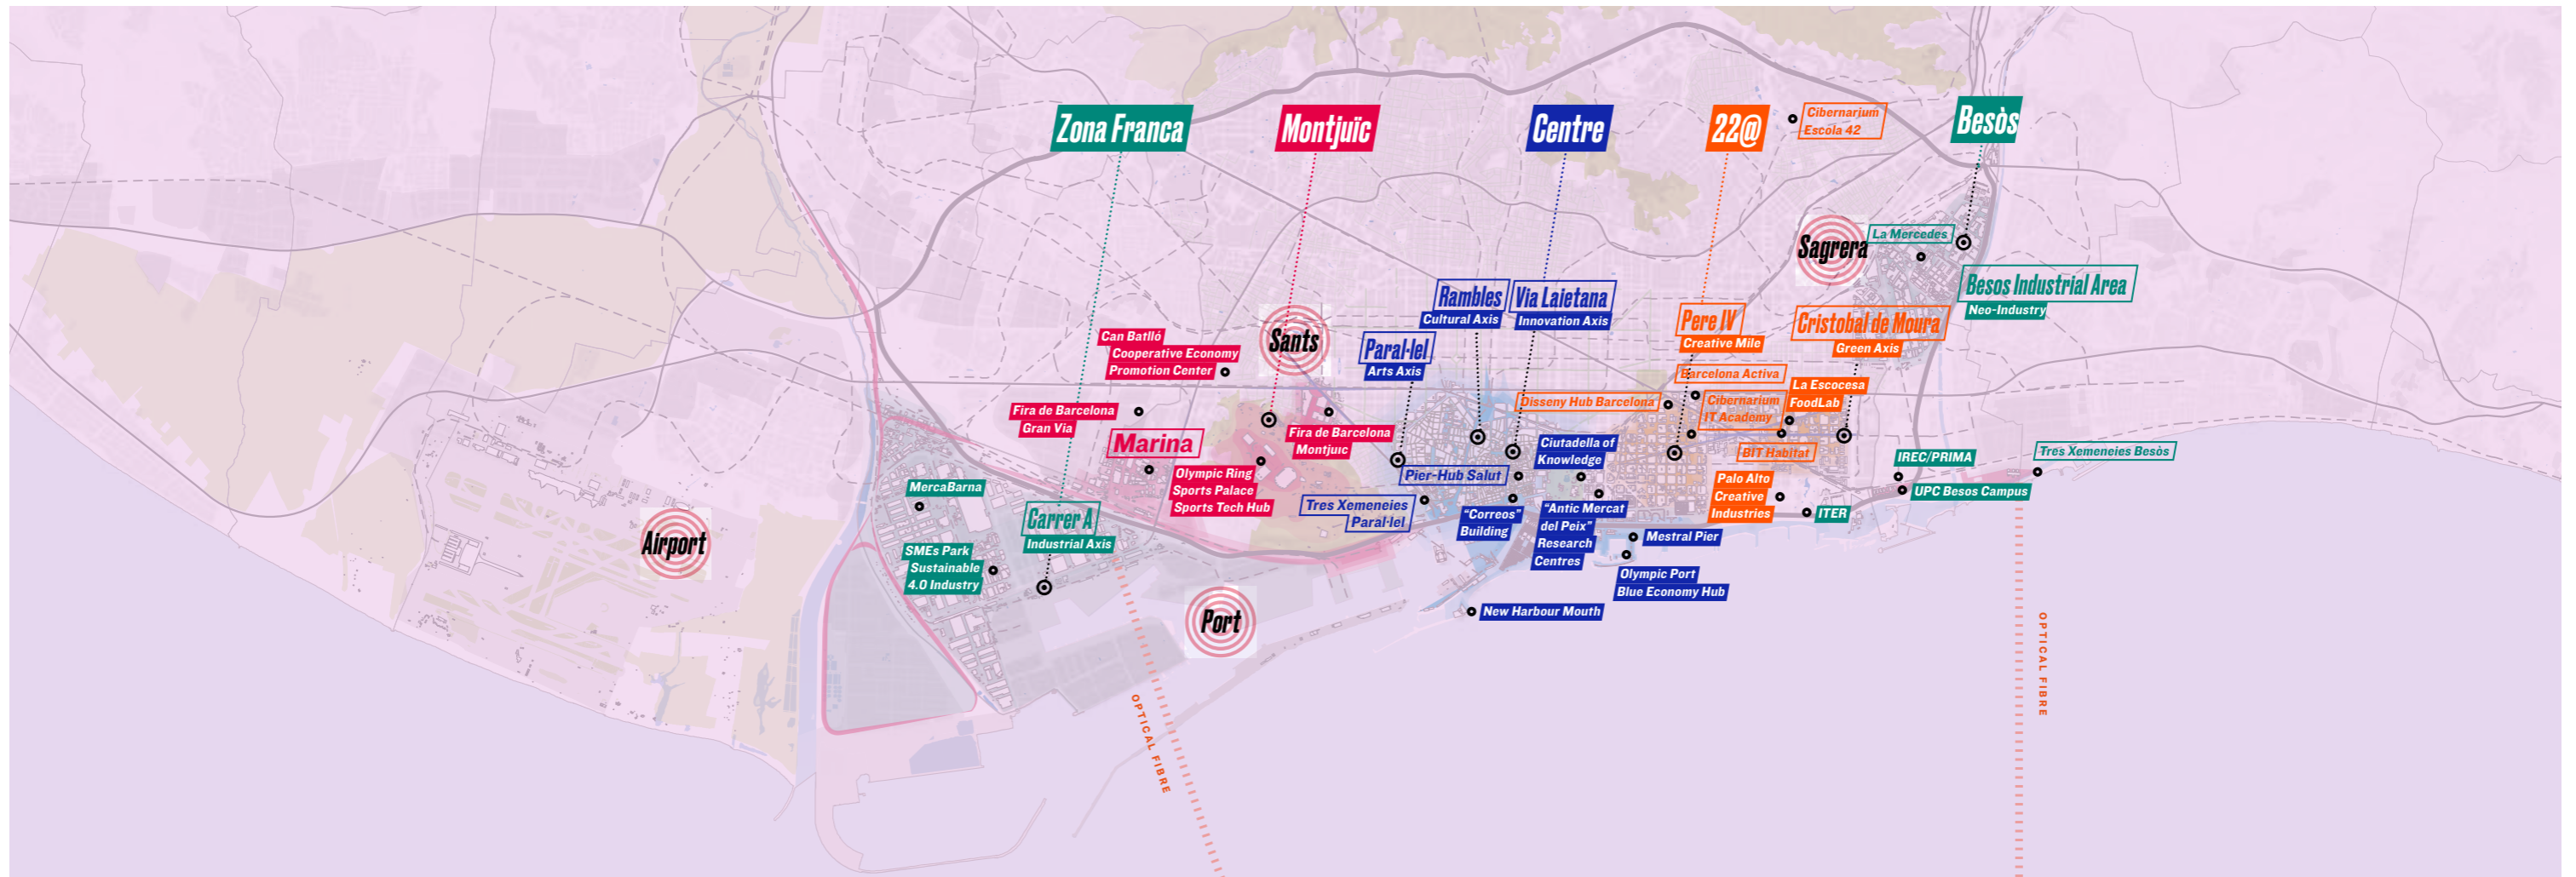 Zona Franca
Montjuïc
Centre
22@
Cibernarium
Escola 42
Besòs
Sagrera
La Mercedes
Besos Industrial Area
Neo-Industry
Rambles
Cultural Axis
Via Laietana
Innovation Axis
Pere IV
Creative Mile
Cristobal de Moura
Green Axis
Can Batlló
Cooperative Economy
Promotion Center
Sants
Paral·lel
Arts Axis
Barcelona Activa
Disseny Hub Barcelona
Cibernarium
IT Academy
La Escocesa
FoodLab
Fira de Barcelona
Gran Via
Marina
Fira de Barcelona
Montjuic
Olympic Ring
Sports Palace
Sports Tech Hub
Ciutadella of
Knowledge
BIT Habitat
Pier-Hub Salut
Tres Xemeneies
Paral·lel
"Correos"
Building
"Antic Mercat
del Peix"
Research
Centres
Palo Alto
Creative
Industries
IREC/PRIMA
UPC Besos Campus
Tres Xemeneies Besòs
ITER
MercaBarna
Carrer A
Industrial Axis
SMEs Park
Sustainable
4.0 Industry
Airport
Port
Mestral Pier
Olympic Port
Blue Economy Hub
New Harbour Mouth
OPTICAL FIBRE
OPTICAL FIBRE